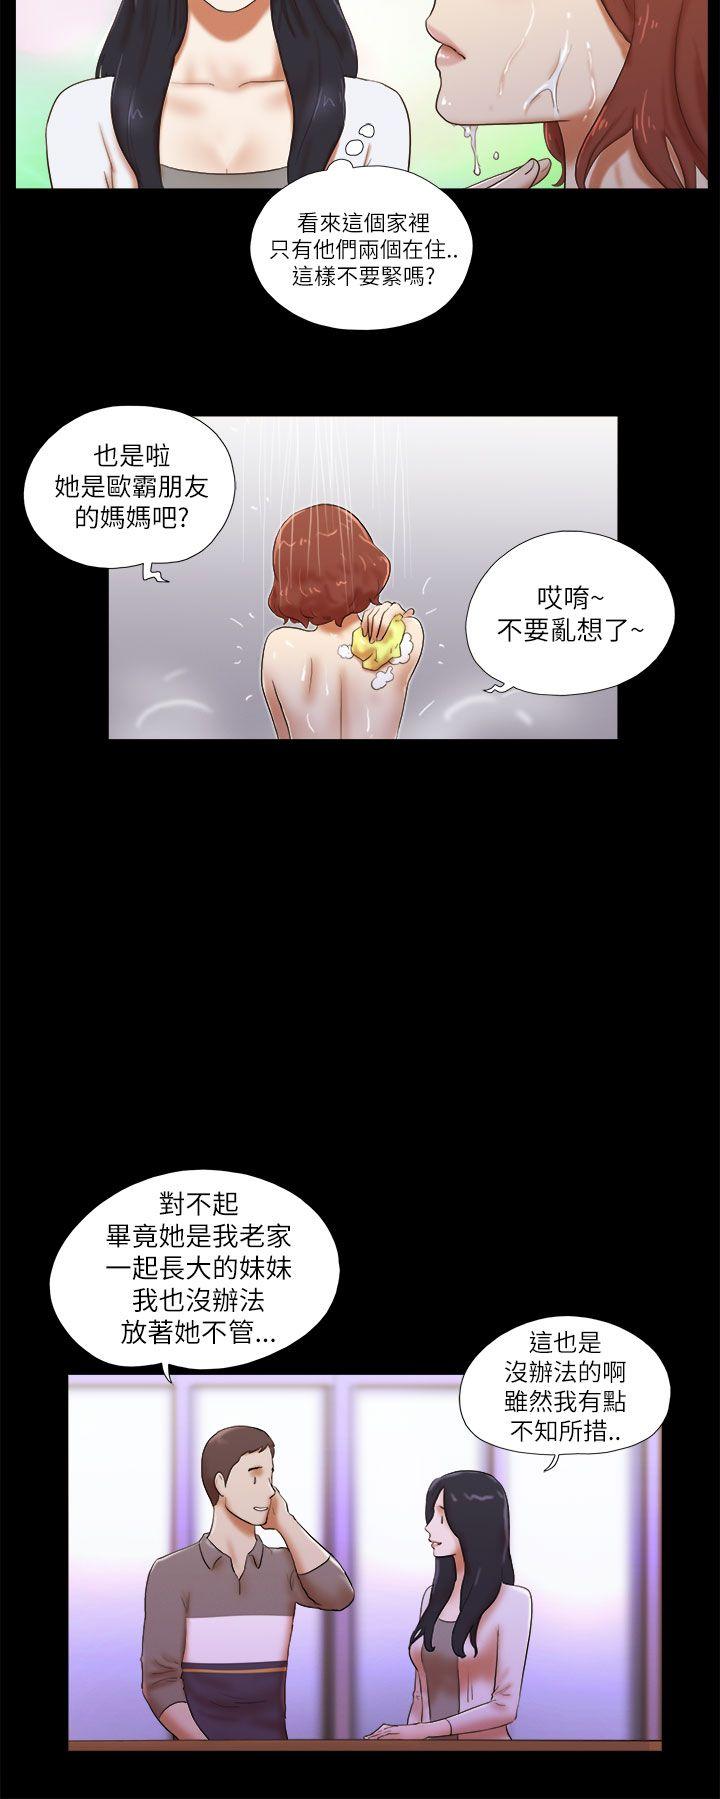 看來這個家裡
只有他們兩個在住..
這樣不要緊嗎?
也是啦
她是歐霸朋友
的媽媽吧?
哎唷~
不要亂想了~
對不起
畢竟她是我老家
一起長大的妹妹
我也沒辦法
放著她不管...
這也是
沒辦法的啊
雖然我有點
不知所措..